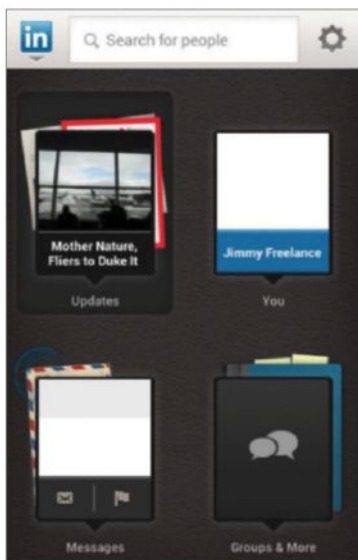 in
Search for people
Mother Nature,
Fliers to Duke It
Jimmy Freelance
Updates
You
Messages
Groups & More